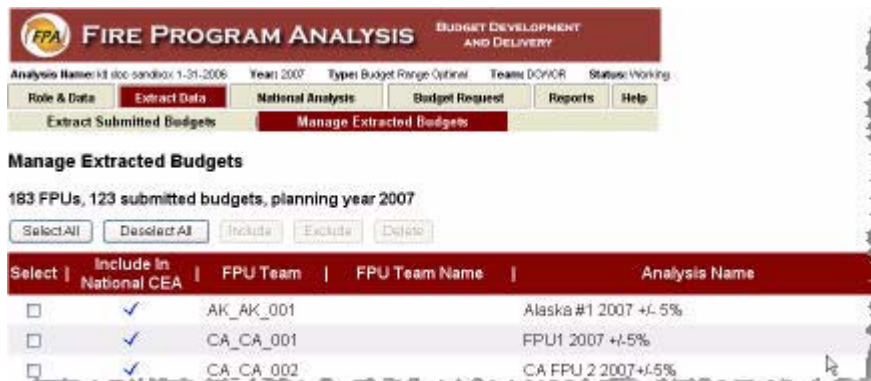 FPA FIRE PROGRAM ANALYSIS BUDGET DEVELOPMENT
AND DELIVERY
Analysis Name: kll doc sandbox 1-31-2006 Year: 2007 Type: Budget Range Optimal Team: DOWOR Status: Working
Role & Data Extract Data National Analysis Budget Request Reports Help
Extract Submitted Budgets | Manage Extracted Budgets
Manage Extracted Budgets
183 FPUs, 123 submitted budgets, planning year 2007
Select All Deselect All Include Exclude Delete
Select | Include In National CEA | FPU Team | FPU Team Name | Analysis Name
AK_AK_001 Alaska #1 2007 +/- 5%
CA_CA_001 FPU1 2007 +/-5%
CA_CA_002 CA FPU 2 2007+/-5%